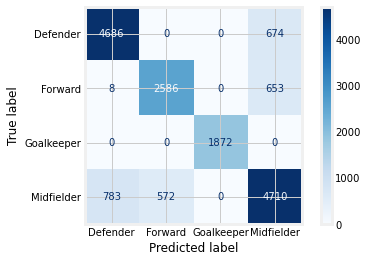 True label
Defender 4686 0 0 674
Forward 8 2586 0 653
Goalkeeper 0 0 1872 0
Midfielder 783 572 0 4710
Defender Forward Goalkeeper Midfielder
Predicted label
4000
3000
2000
1000
0